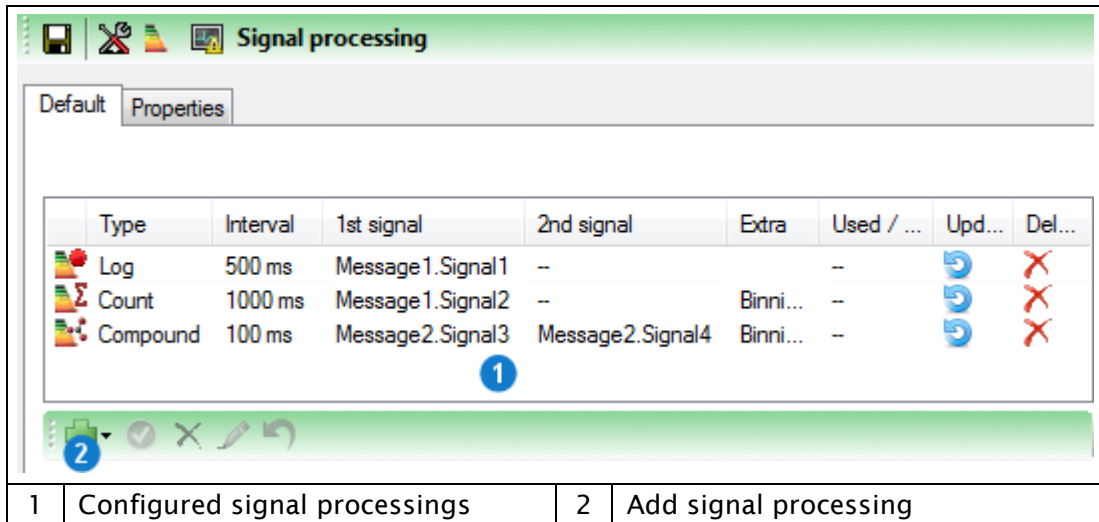 Signal processing
Default Properties
Type Interval 1st signal 2nd signal Extra Used / ... Upd... Del...
Log 500 ms Message1.Signal1 -- --
Count 1000 ms Message1.Signal2 -- Binni... --
Compound 100 ms Message2.Signal3 Message2.Signal4 Binni... --
1
2
1 Configured signal processings 2 Add signal processing